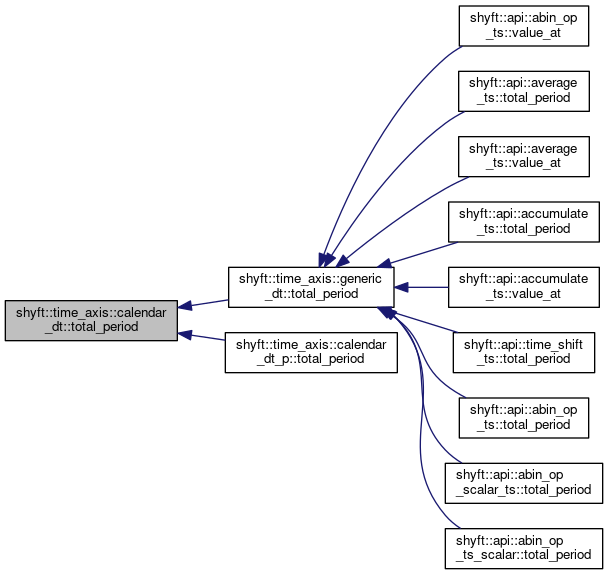 shyft::api::abin_op
_ts::value_at
shyft::api::average
_ts::total_period
shyft::api::average
_ts::value_at
shyft::api::accumulate
_ts::total_period
shyft::time_axis::generic
_dt::total_period
shyft::api::accumulate
_ts::value_at
shyft::time_axis::calendar
_dt::total_period
shyft::time_axis::calendar
_dt_p::total_period
shyft::api::time_shift
_ts::total_period
shyft::api::abin_op
_ts::total_period
shyft::api::abin_op
_scalar_ts::total_period
shyft::api::abin_op
_ts_scalar::total_period